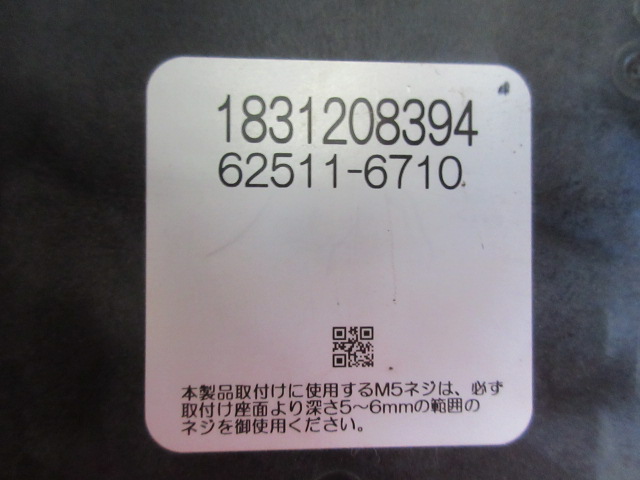 1831208394
62511-6710
本製品取付けに使用するM5ネジは、必ず
取付け座面より深さ5～6mmの範囲の
ネジを御使用ください。